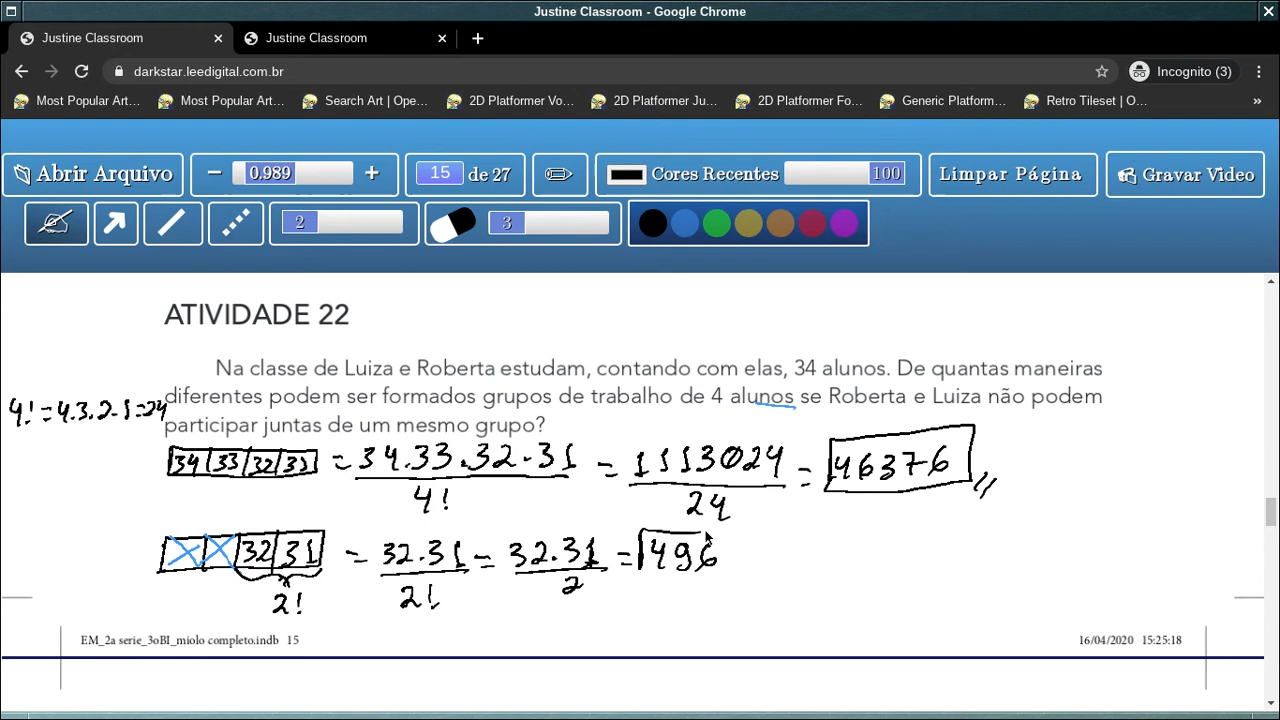 Justine Classroom - Google Chrome
Justine Classroom
Justine Classroom
darkstar.leedigital.com.br
Incognito (3)
Most Popular Art... Most Popular Art... Search Art | Ope... 2D Platformer Vo... 2D Platformer Ju... 2D Platformer Fo... Generic Platform... Retro Tileset | O... »
Abrir Arquivo − 0,989 + 15 de 27 Cores Recentes 100 Limpar Página Gravar Video
2 3
ATIVIDADE 22
Na classe de Luiza e Roberta estudam, contando com elas, 34 alunos. De quantas maneiras
diferentes podem ser formados grupos de trabalho de 4 alunos se Roberta e Luiza não podem
4! = 4.3.2.1=24
participar juntas de um mesmo grupo?
34 33 32 31 = 34.33.32.31 / 4! = 1113024 / 24 = 46376 //
X X 32 31 = 32.31 / 2! = 32.31 / 2 = 496
2!
EM_2a serie_3oBI_miolo completo.indb 15
16/04/2020 15:25:18